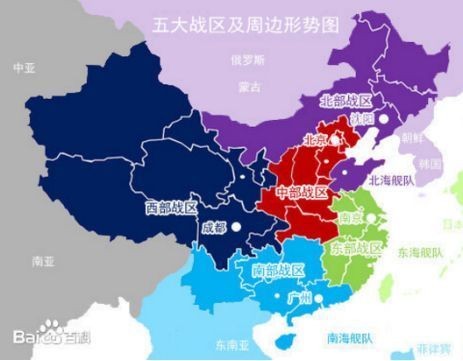 五大战区及周边形势图
俄罗斯
中亚
蒙古
北部战区
沈阳
北京
朝鲜
韩国
中部战区
北海舰队
西部战区
成都
南京
日本
东部战区
东海舰队
南亚
南部战区
广州
Bai百科
东南亚
南海舰队
菲律宾